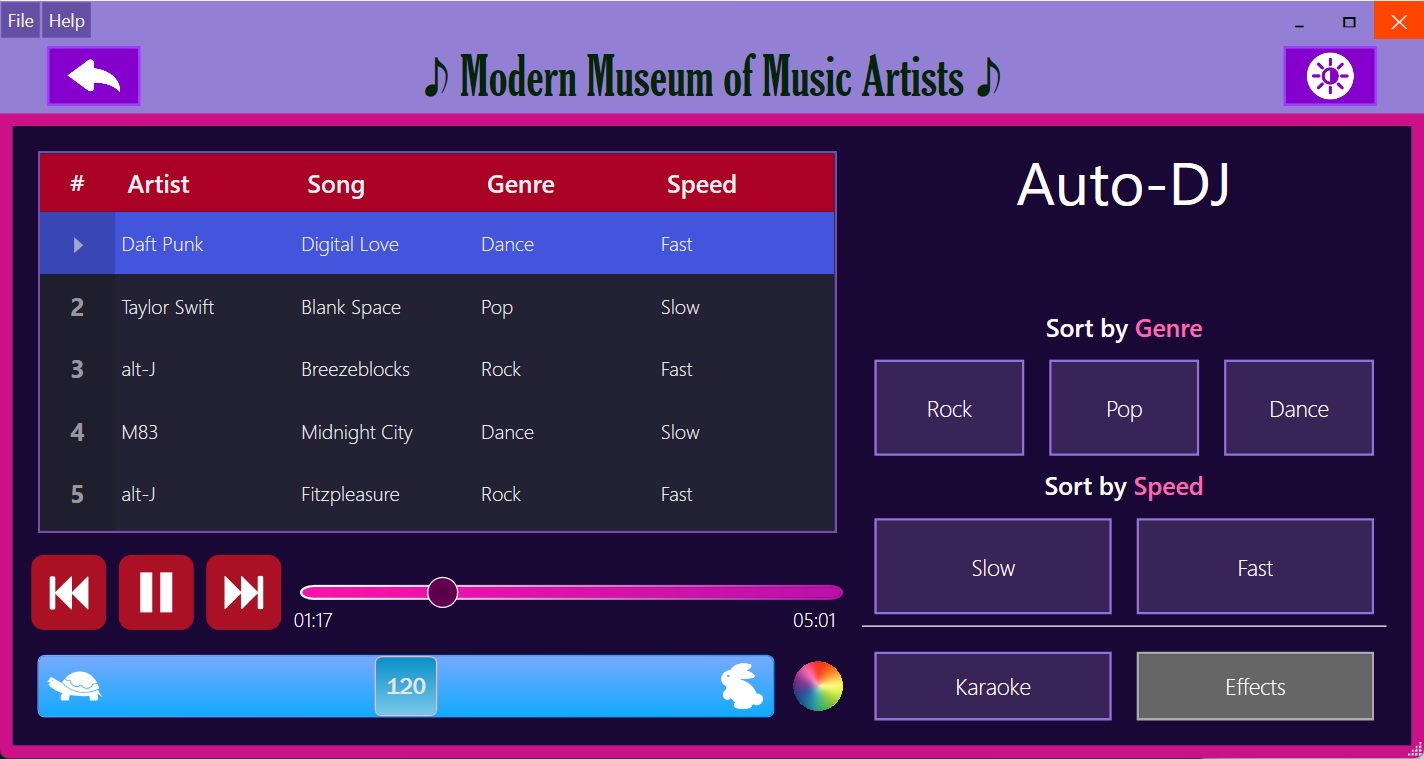 File Help
♪ Modern Museum of Music Artists ♪
# Artist Song Genre Speed
Daft Punk Digital Love Dance Fast
2 Taylor Swift Blank Space Pop Slow
3 alt-J Breezeblocks Rock Fast
4 M83 Midnight City Dance Slow
5 alt-J Fitzpleasure Rock Fast
01:17 05:01
120
Auto-DJ
Sort by Genre
Rock Pop Dance
Sort by Speed
Slow Fast
Karaoke Effects